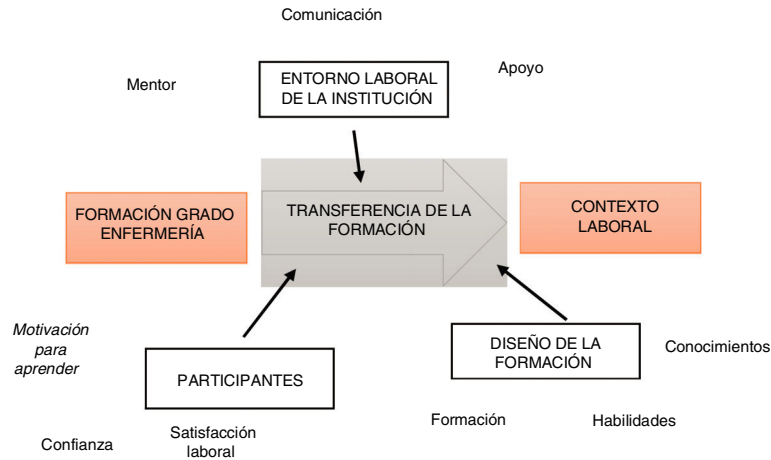 Comunicación
Mentor
ENTORNO LABORAL
DE LA INSTITUCIÓN
Apoyo
FORMACIÓN GRADO
ENFERMERÍA
TRANSFERENCIA DE LA
FORMACIÓN
CONTEXTO
LABORAL
Motivación
para
aprender
PARTICIPANTES
DISEÑO DE LA
FORMACIÓN
Conocimientos
Confianza
Satisfacción
laboral
Formación
Habilidades